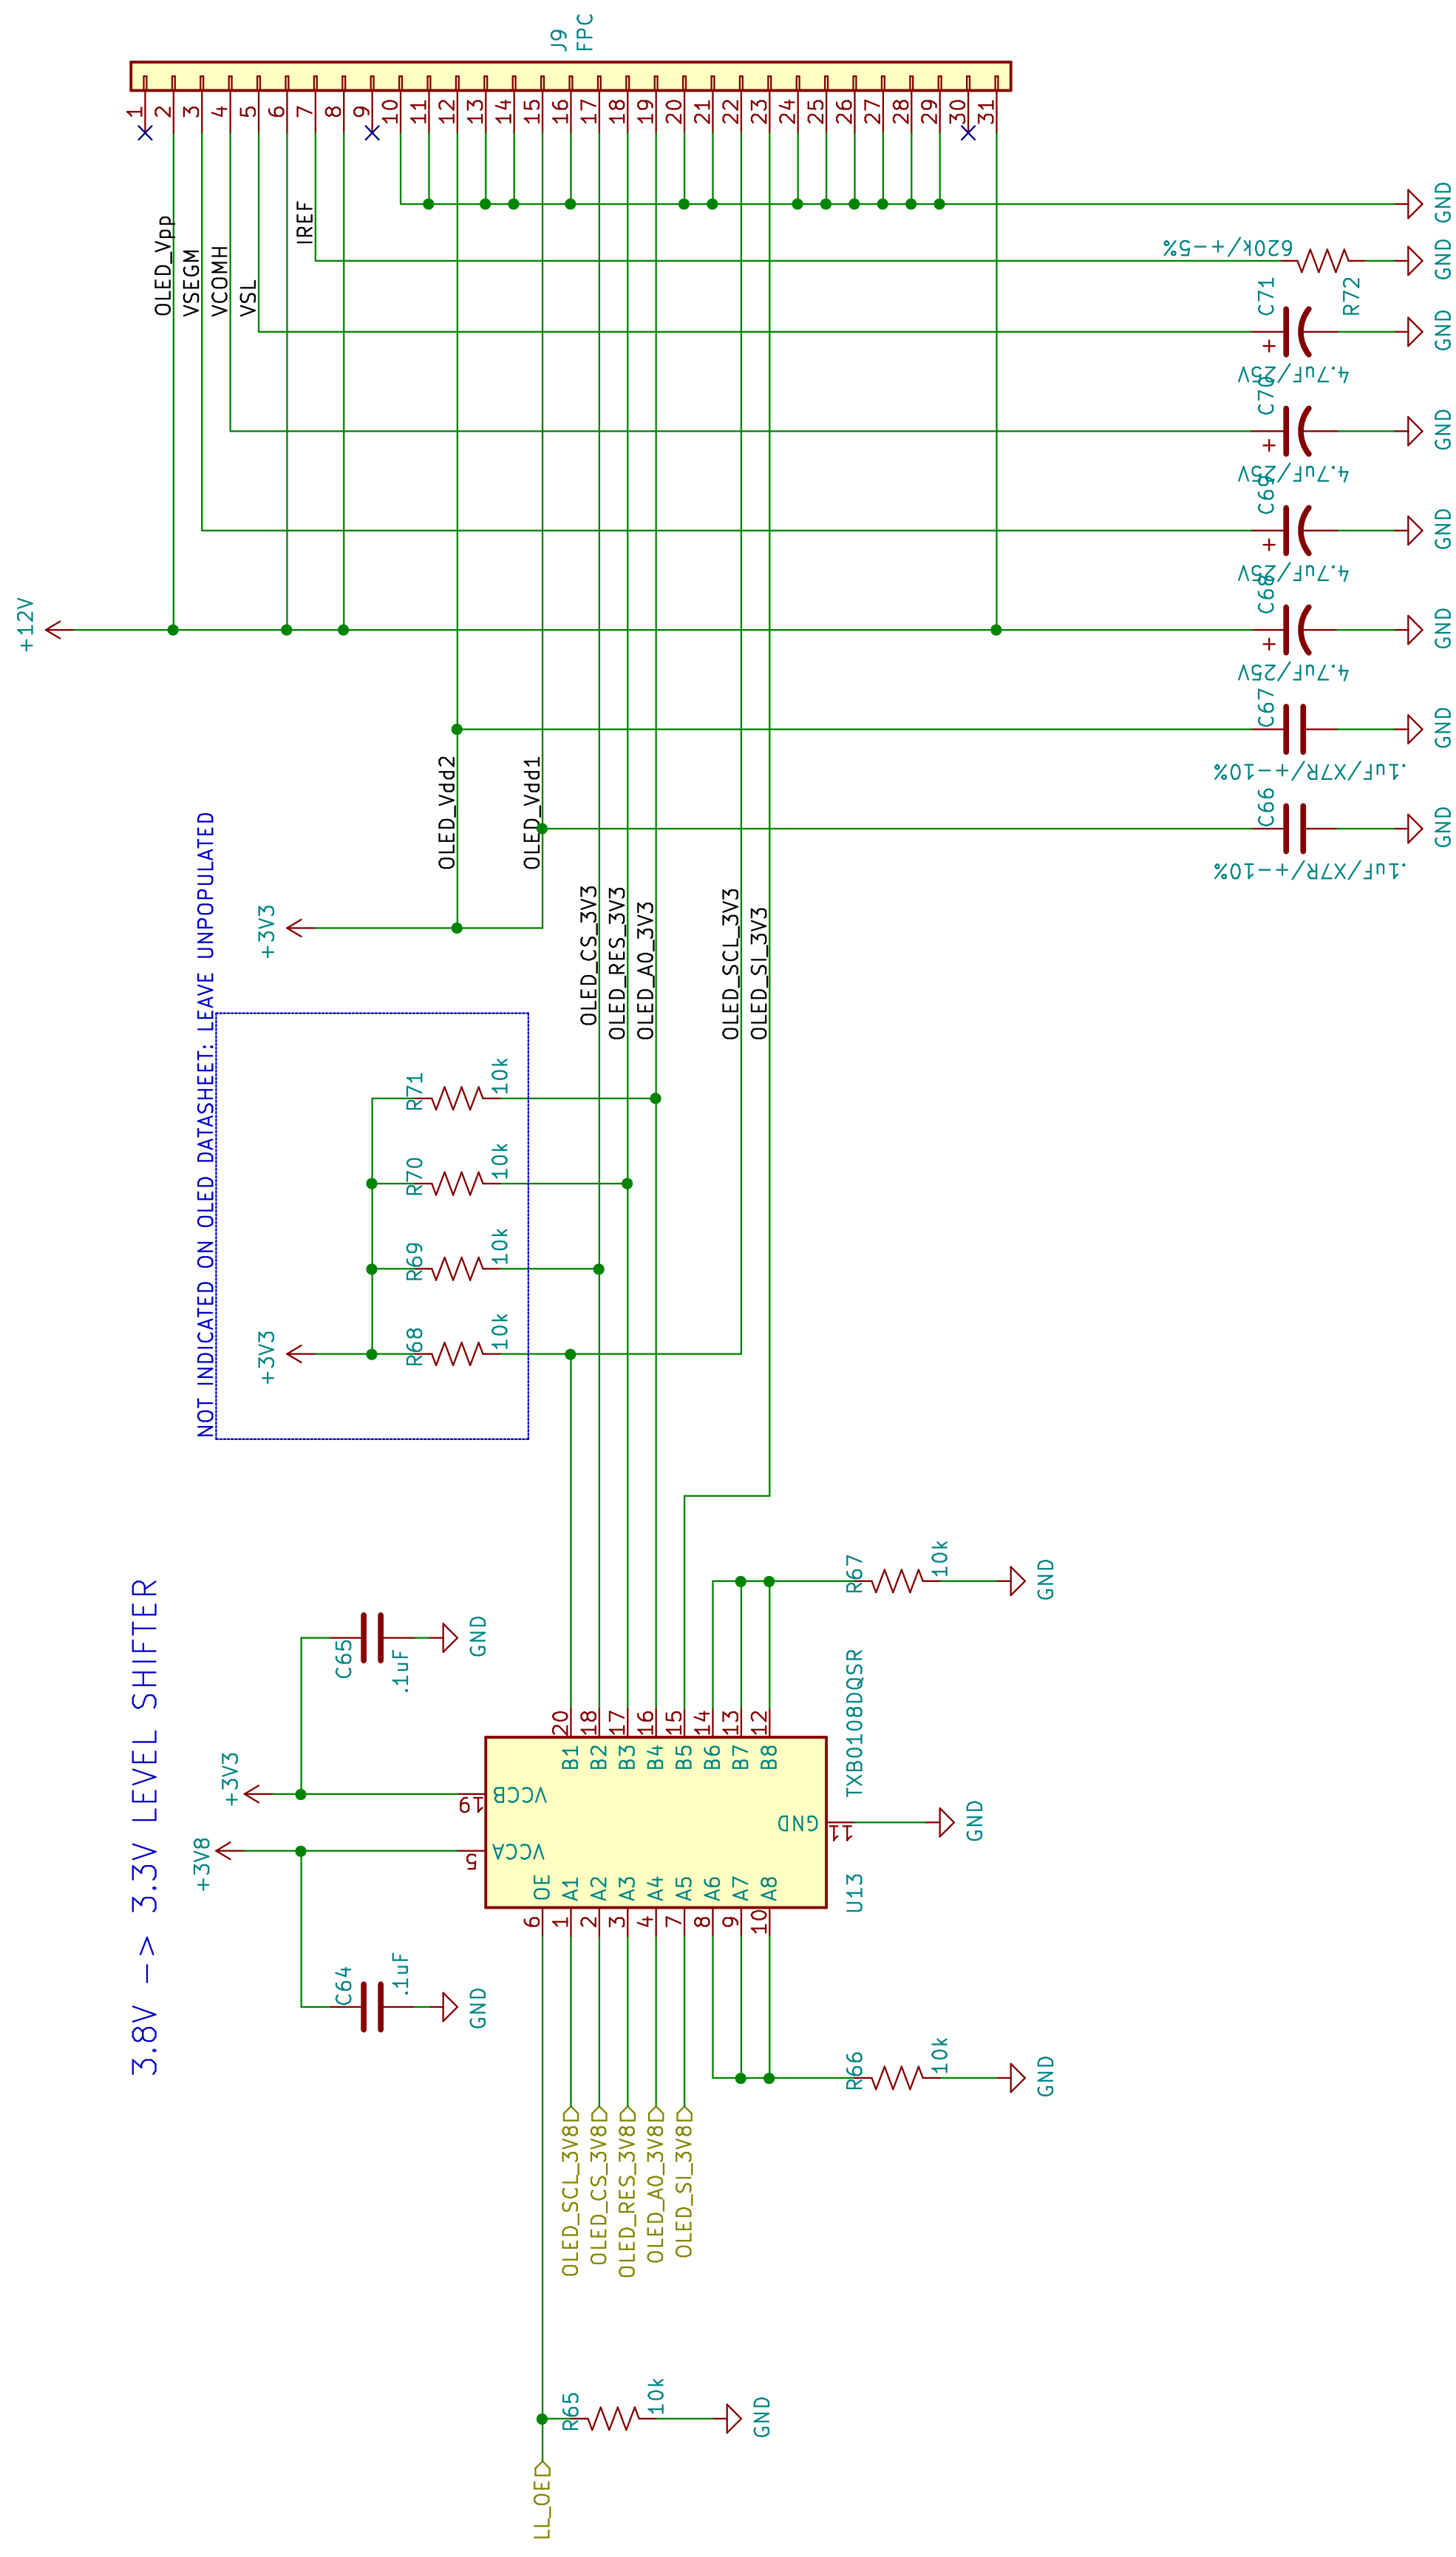 J9
FPC
1
2
3
4
5
6
7
8
9
10
11
12
13
14
15
16
17
18
19
20
21
22
23
24
25
26
27
28
29
30
31
OLED_Vpp
VSEGM
VCOMH
VSL
IREF
GND
620k/+-5%
R72
GND
C71
4.7uF/25V
GND
C70
4.7uF/25V
GND
C69
4.7uF/25V
GND
C68
4.7uF/25V
GND
C67
.1uF/X7R/+-10%
GND
C66
.1uF/X7R/+-10%
GND
+
+
+
+
+12V
OLED_Vdd2
OLED_Vdd1
+3V3
OLED_CS_3V3
OLED_RES_3V3
OLED_A0_3V3
OLED_SCL_3V3
OLED_SI_3V3
NOT INDICATED ON OLED DATASHEET: LEAVE UNPOPULATED
R71
10k
R70
10k
R69
10k
R68
10k
+3V3
3.8V -> 3.3V LEVEL SHIFTER
R67
10k
GND
C65
.1uF
GND
+3V3
+3V8
C64
.1uF
GND
TXB0108DQSR
U13
20
18
17
16
15
14
13
12
B1
B2
B3
B4
B5
B6
B7
B8
VCCB
19
VCCA
5
GND
11
GND
OE
A1
A2
A3
A4
A5
A6
A7
A8
6
1
2
3
4
7
8
9
10
R66
10k
GND
OLED_SCL_3V8
OLED_CS_3V8
OLED_RES_3V8
OLED_A0_3V8
OLED_SI_3V8
R65
10k
GND
LL_OE